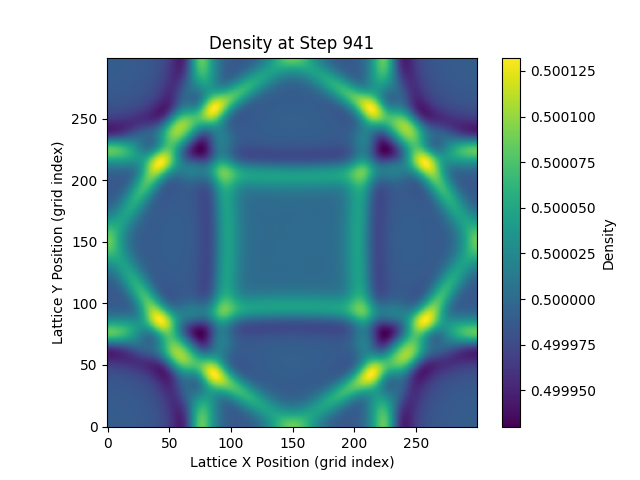 Density at Step 941
Lattice Y Position (grid index)
250
200
150
100
50
0
0 50 100 150 200 250
Lattice X Position (grid index)
0.500125
0.500100
0.500075
0.500050
0.500025
0.500000
0.499975
0.499950
Density